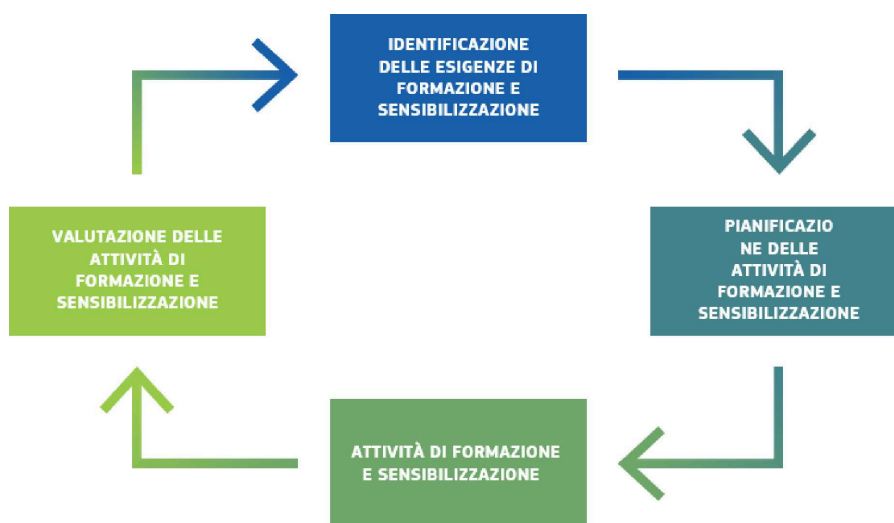 IDENTIFICAZIONE
DELLE ESIGENZE DI
FORMAZIONE E
SENSIBILIZZAZIONE
PIANIFICAZIO
NE DELLE
ATTIVITÀ DI
FORMAZIONE E
SENSIBILIZZAZIONE
ATTIVITÀ DI FORMAZIONE
E SENSIBILIZZAZIONE
VALUTAZIONE DELLE
ATTIVITÀ DI
FORMAZIONE E
SENSIBILIZZAZIONE